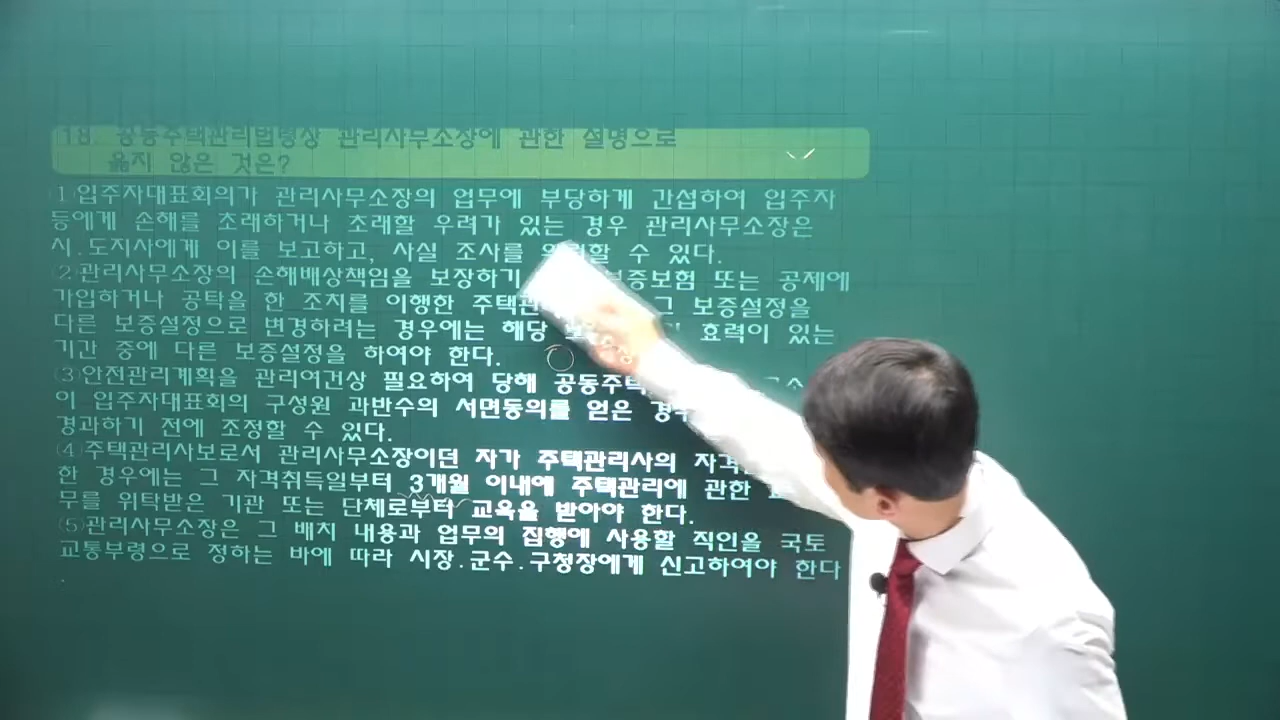 18 공동주택관리법령상 관리사무소장에 관한 설명으로
옳지 않은 것은?
(1)입주자대표회의가 관리사무소장의 업무에 부당하게 간섭하여 입주자
등에게 손해를 초래하거나 초래할 우려가 있는 경우 관리사무소장은
시.도지사에게 이를 보고하고, 사실 조사를 할 수 있다.
(2)관리사무소장의 손해배상책임을 보장하기 보증보험 또는 공제에
가입하거나 공탁을 한 조치를 이행한 그 보증설정을
다른 보증설정으로 변경하려는 경우에는 해당 효력이 있는
기간 중에 다른 보증설정을 하여야 한다.
(3)안전관리계획을 관리여건상 필요하여 당해
이 입주자대표회의 구성원 과반수의 서면동의를 얻은
경과하기 전에 조정할 수 있다.
(4)주택관리사보로서 관리사무소장이던 자가 주택관리사의
한 경우에는 그 자격취득일부터 3개월 이내에 주택관리에 관한
무를 위탁받은 기관 또는 단체로부터 교육을 받아야 한다.
(5)관리사무소장은 그 배치 내용과 업무의 집행에 사용할 직인을 국토
교통부령으로 정하는 바에 따라 시장.군수.구청장에게 신고하여야 한다
.